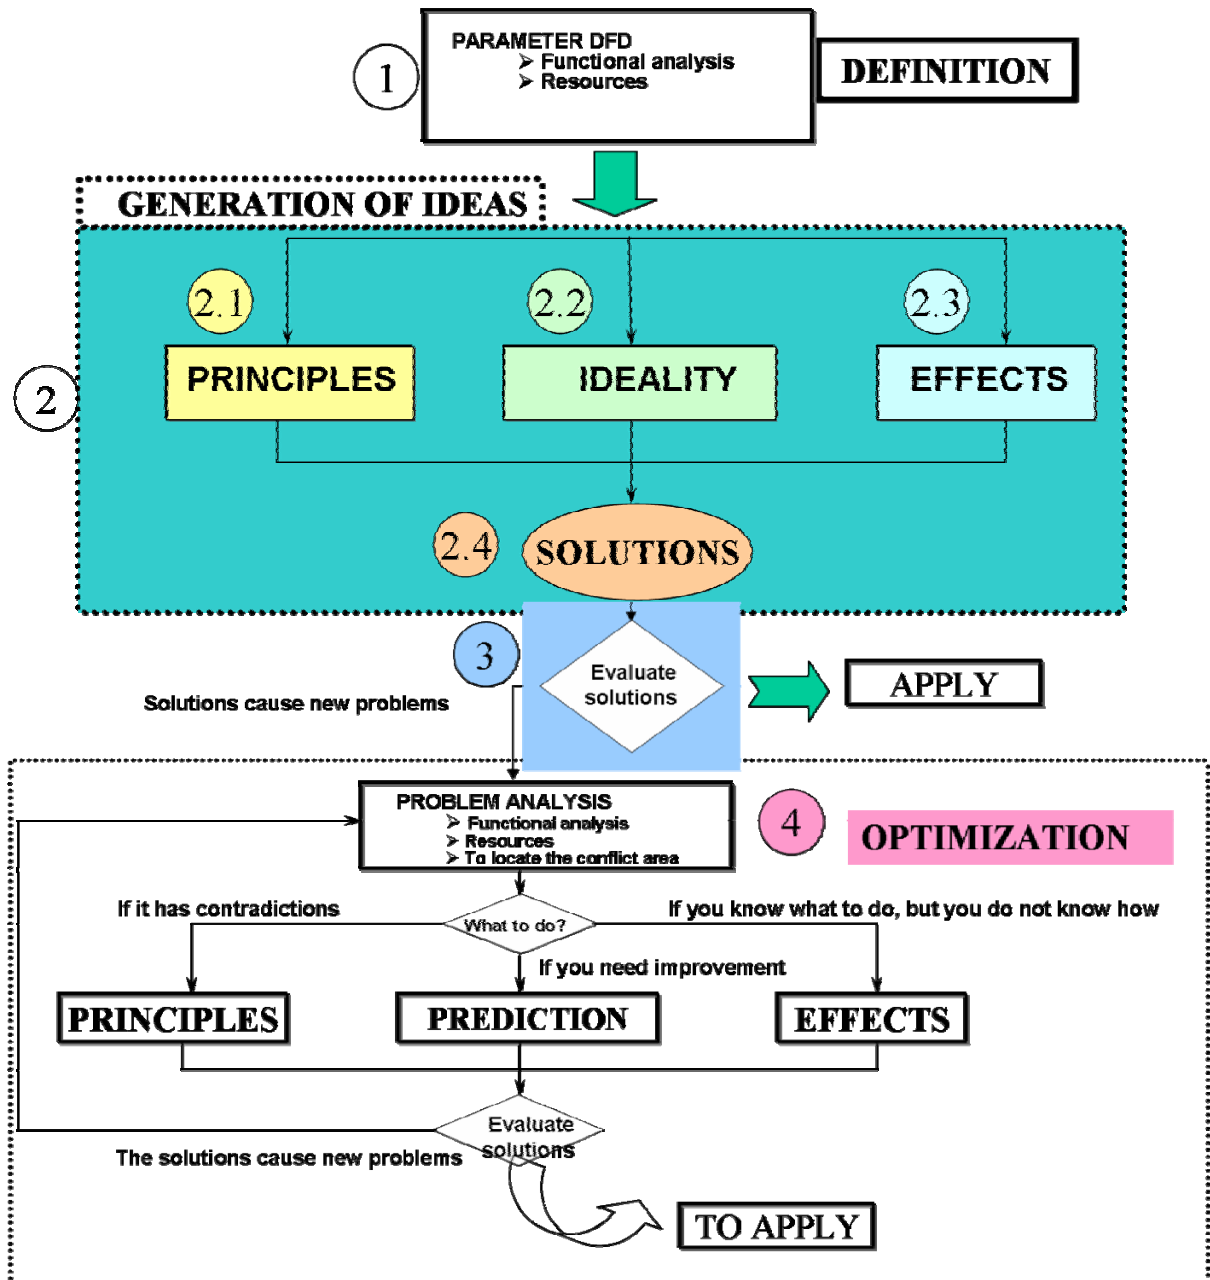 1
PARAMETER DFD
➢ Functional analysis
➢ Resources
DEFINITION
GENERATION OF IDEAS
2
2.1
2.2
2.3
PRINCIPLES
IDEALITY
EFFECTS
2.4
SOLUTIONS
3
Evaluate
solutions
APPLY
Solutions cause new problems
PROBLEM ANALYSIS
➢ Functional analysis
➢ Resources
➢ To locate the conflict area
4
OPTIMIZATION
If it has contradictions
What to do?
If you know what to do, but you do not know how
If you need improvement
PRINCIPLES
PREDICTION
EFFECTS
Evaluate
solutions
The solutions cause new problems
TO APPLY